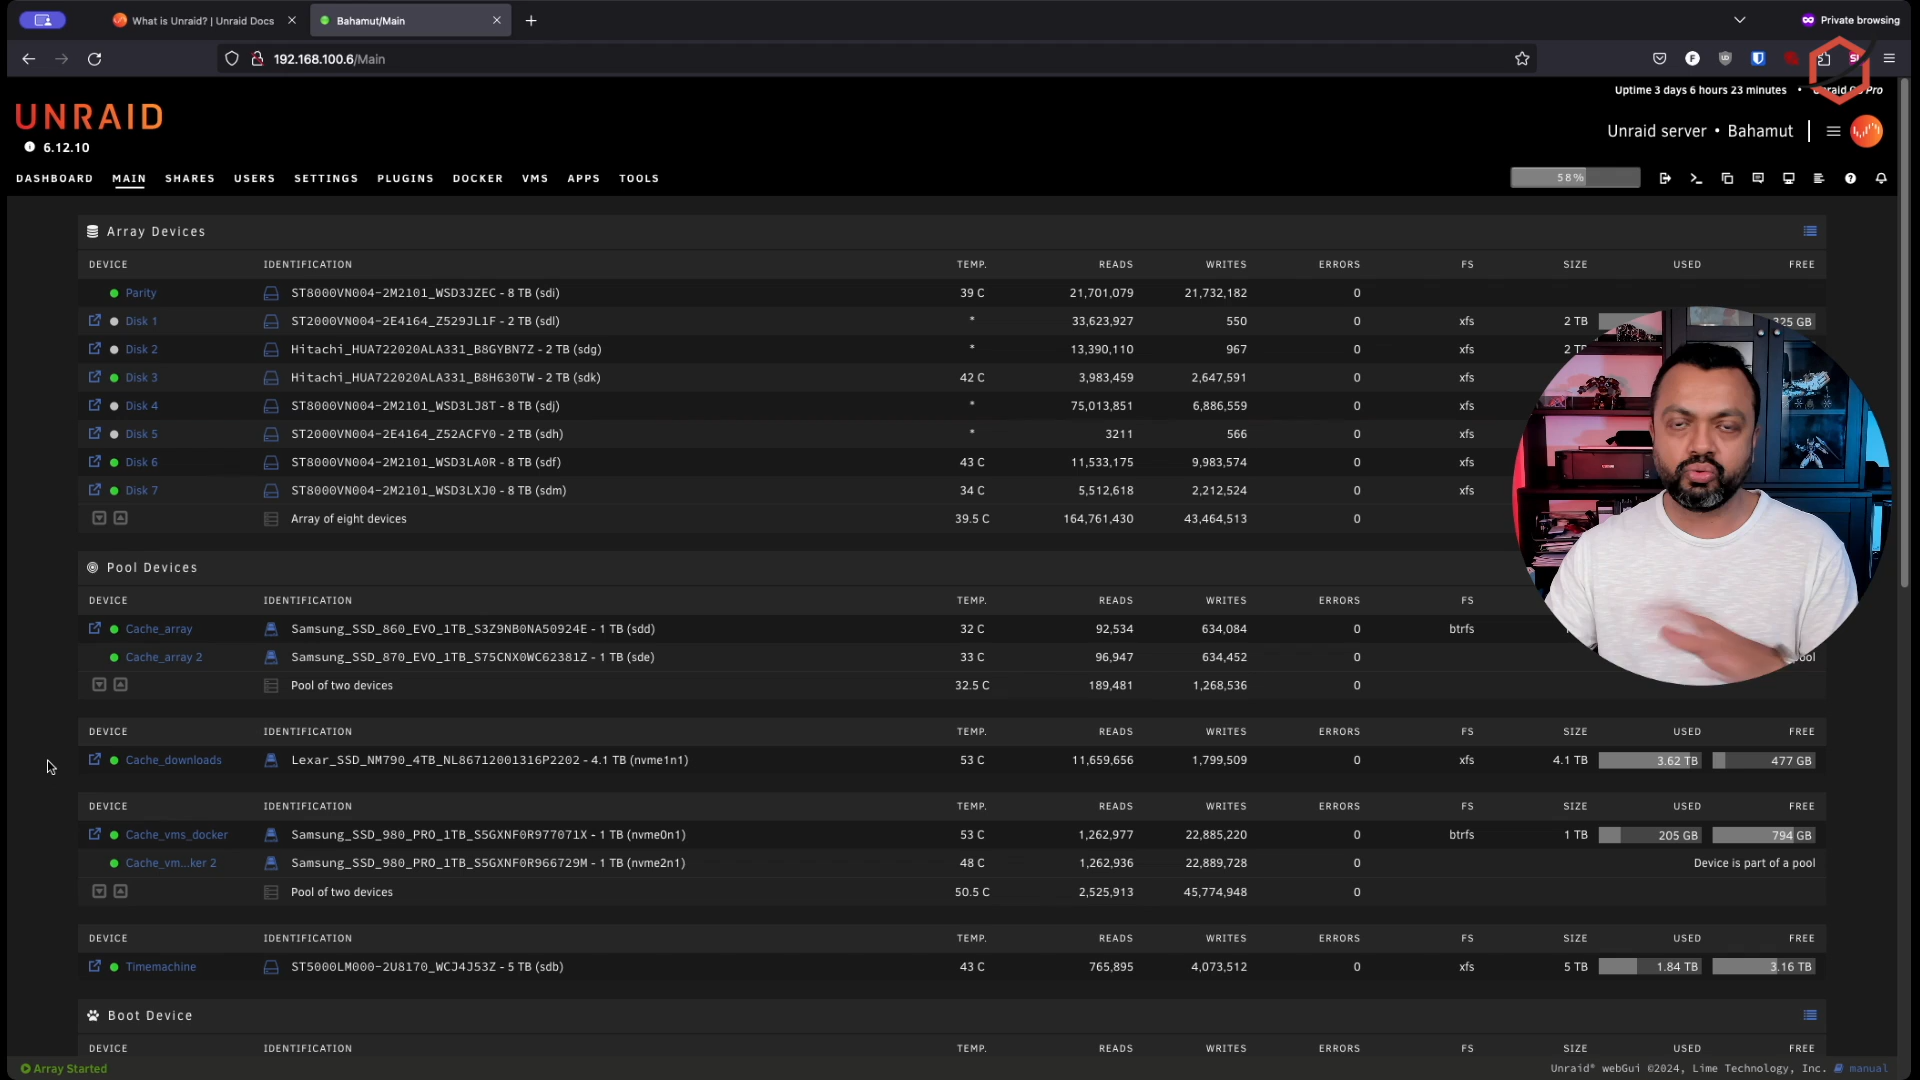 What is Unraid? | Unraid Docs
Bahamut/Main
Private browsing
192.168.100.6/Main
Uptime 3 days 6 hours 23 minutes • Pro
UNRAID
Unraid server • Bahamut
6.12.10
DASHBOARD MAIN SHARES USERS SETTINGS PLUGINS DOCKER VMS APPS TOOLS
58%
Array Devices
DEVICE IDENTIFICATION TEMP. READS WRITES ERRORS FS SIZE USED FREE
Parity ST8000VN004-2M2101_WSD3JZEC - 8 TB (sdi) 39 C 21,701,079 21,732,182 0
Disk 1 ST2000VN004-2E4164_Z529JL1F - 2 TB (sdl) * 33,623,927 550 0 xfs 2 TB 325 GB
Disk 2 Hitachi_HUA722020ALA331_B8GYBN7Z - 2 TB (sdg) * 13,390,110 967 0 xfs 2 TB
Disk 3 Hitachi_HUA722020ALA331_B8H630TW - 2 TB (sdk) 42 C 3,983,459 2,647,591 0 xfs
Disk 4 ST8000VN004-2M2101_WSD3LJ8T - 8 TB (sdj) * 75,013,851 6,886,559 0 xfs
Disk 5 ST2000VN004-2E4164_Z52ACFY0 - 2 TB (sdh) * 3211 566 0 xfs
Disk 6 ST8000VN004-2M2101_WSD3LA0R - 8 TB (sdf) 43 C 11,533,175 9,983,574 0 xfs
Disk 7 ST8000VN004-2M2101_WSD3LXJ0 - 8 TB (sdm) 34 C 5,512,618 2,212,524 0 xfs
Array of eight devices 39.5 C 164,761,430 43,464,513 0
Pool Devices
DEVICE IDENTIFICATION TEMP. READS WRITES ERRORS FS
Cache_array Samsung_SSD_860_EVO_1TB_S3Z9NB0NA50924E - 1 TB (sdd) 32 C 92,534 634,084 0 btrfs
Cache_array 2 Samsung_SSD_870_EVO_1TB_S75CNX0WC62381Z - 1 TB (sde) 33 C 96,947 634,452 0 pool
Pool of two devices 32.5 C 189,481 1,268,536 0
DEVICE IDENTIFICATION TEMP. READS WRITES ERRORS FS SIZE USED FREE
Cache_downloads Lexar_SSD_NM790_4TB_NL86712001316P2202 - 4.1 TB (nvme1n1) 53 C 11,659,656 1,799,509 0 xfs 4.1 TB 3.62 TB 477 GB
DEVICE IDENTIFICATION TEMP. READS WRITES ERRORS FS SIZE USED FREE
Cache_vms_docker Samsung_SSD_980_PRO_1TB_S5GXNF0R977071X - 1 TB (nvme0n1) 53 C 1,262,977 22,885,220 0 btrfs 1 TB 205 GB 794 GB
Cache_vm...ker 2 Samsung_SSD_980_PRO_1TB_S5GXNF0R966729M - 1 TB (nvme2n1) 48 C 1,262,936 22,889,728 0 Device is part of a pool
Pool of two devices 50.5 C 2,525,913 45,774,948 0
DEVICE IDENTIFICATION TEMP. READS WRITES ERRORS FS SIZE USED FREE
Timemachine ST5000LM000-2U8170_WCJ4J53Z - 5 TB (sdb) 43 C 765,895 4,073,512 0 xfs 5 TB 1.84 TB 3.16 TB
Boot Device
DEVICE IDENTIFICATION TEMP. READS WRITES ERRORS FS SIZE USED FREE
Array Started
Unraid® webGui ©2024, Lime Technology, Inc. manual